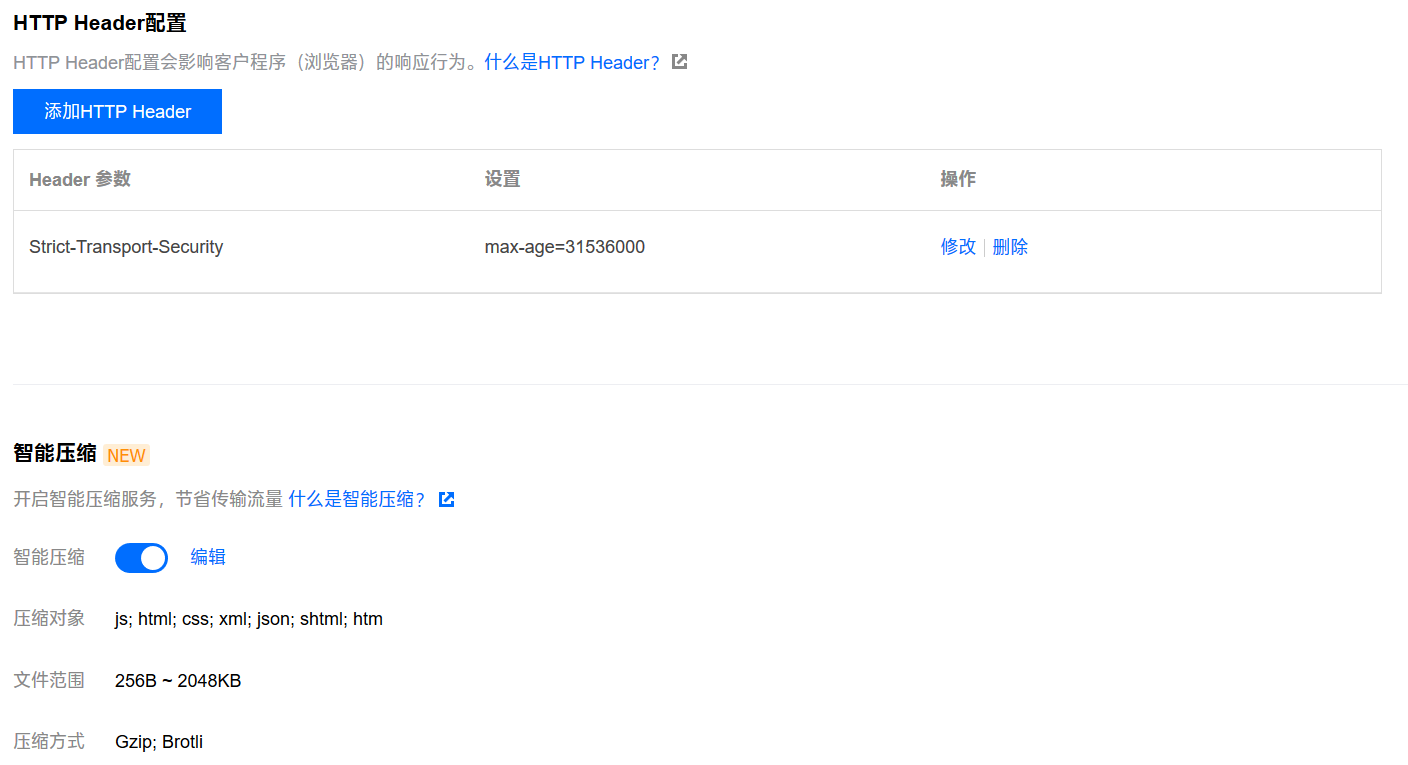 HTTP Header配置
HTTP Header配置会影响客户程序（浏览器）的响应行为。什么是HTTP Header？
添加HTTP Header
Header 参数 设置 操作
Strict-Transport-Security max-age=31536000 修改 删除
智能压缩 NEW
开启智能压缩服务，节省传输流量 什么是智能压缩？
智能压缩 编辑
压缩对象 js; html; css; xml; json; shtml; htm
文件范围 256B ~ 2048KB
压缩方式 Gzip; Brotli